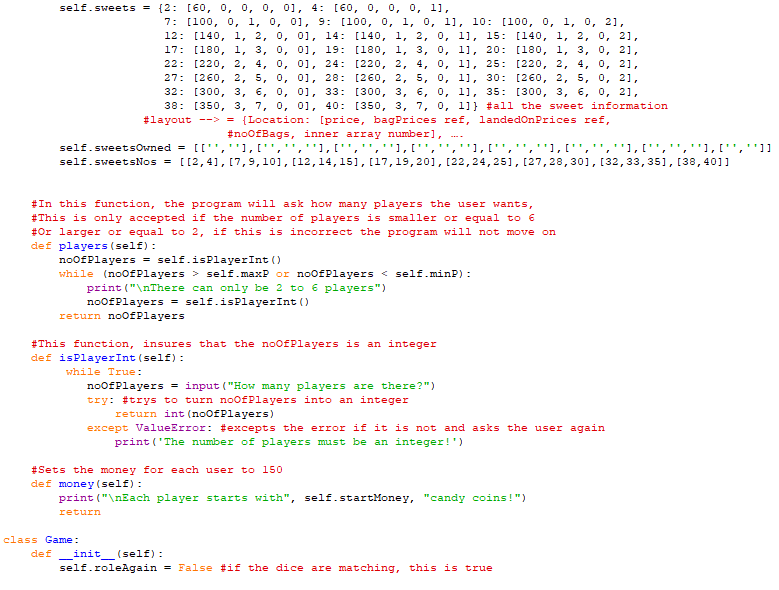 self.sweets = {2: [60, 0, 0, 0, 0], 4: [60, 0, 0, 0, 1],
7: [100, 0, 1, 0, 0], 9: [100, 0, 1, 0, 1], 10: [100, 0, 1, 0, 2],
12: [140, 1, 2, 0, 0], 14: [140, 1, 2, 0, 1], 15: [140, 1, 2, 0, 2],
17: [180, 1, 3, 0, 0], 19: [180, 1, 3, 0, 1], 20: [180, 1, 3, 0, 2],
22: [220, 2, 4, 0, 0], 24: [220, 2, 4, 0, 1], 25: [220, 2, 4, 0, 2],
27: [260, 2, 5, 0, 0], 28: [260, 2, 5, 0, 1], 30: [260, 2, 5, 0, 2],
32: [300, 3, 6, 0, 0], 33: [300, 3, 6, 0, 1], 35: [300, 3, 6, 0, 2],
38: [350, 3, 7, 0, 0], 40: [350, 3, 7, 0, 1]} #all the sweet information
#layout --> = {Location: [price, bagPrices ref, landedOnPrices ref,
#noOfBags, inner array number], ….
self.sweetsOwned = [['',''],['','',''],['','',''],['','',''],['','',''],['','',''],['','',''],['','']]
self.sweetsNos = [[2,4],[7,9,10],[12,14,15],[17,19,20],[22,24,25],[27,28,30],[32,33,35],[38,40]]
#In this function, the program will ask how many players the user wants,
#This is only accepted if the number of players is smaller or equal to 6
#Or larger or equal to 2, if this is incorrect the program will not move on
def players(self):
noOfPlayers = self.isPlayerInt()
while (noOfPlayers > self.maxP or noOfPlayers < self.minP):
print("\nThere can only be 2 to 6 players")
noOfPlayers = self.isPlayerInt()
return noOfPlayers
#This function, insures that the noOfPlayers is an integer
def isPlayerInt(self):
while True:
noOfPlayers = input("How many players are there?")
try: #trys to turn noOfPlayers into an integer
return int(noOfPlayers)
except ValueError: #excepts the error if it is not and asks the user again
print('The number of players must be an integer!')
#Sets the money for each user to 150
def money(self):
print("\nEach player starts with", self.startMoney, "candy coins!")
return
class Game:
def __init__(self):
self.roleAgain = False #if the dice are matching, this is true